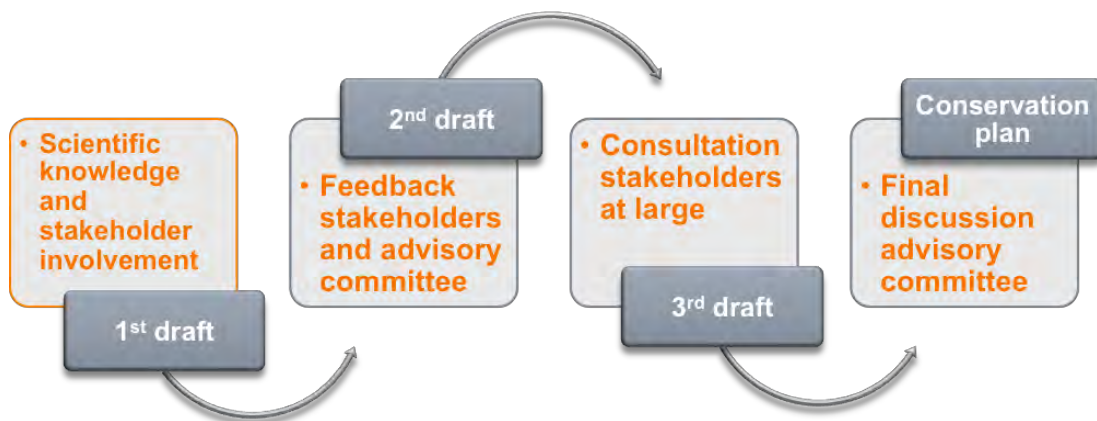 • Scientific
knowledge
and
stakeholder
involvement
1st draft
2nd draft
• Feedback
stakeholders
and advisory
committee
• Consultation
stakeholders
at large
3rd draft
Conservation
plan
• Final
discussion
advisory
committee